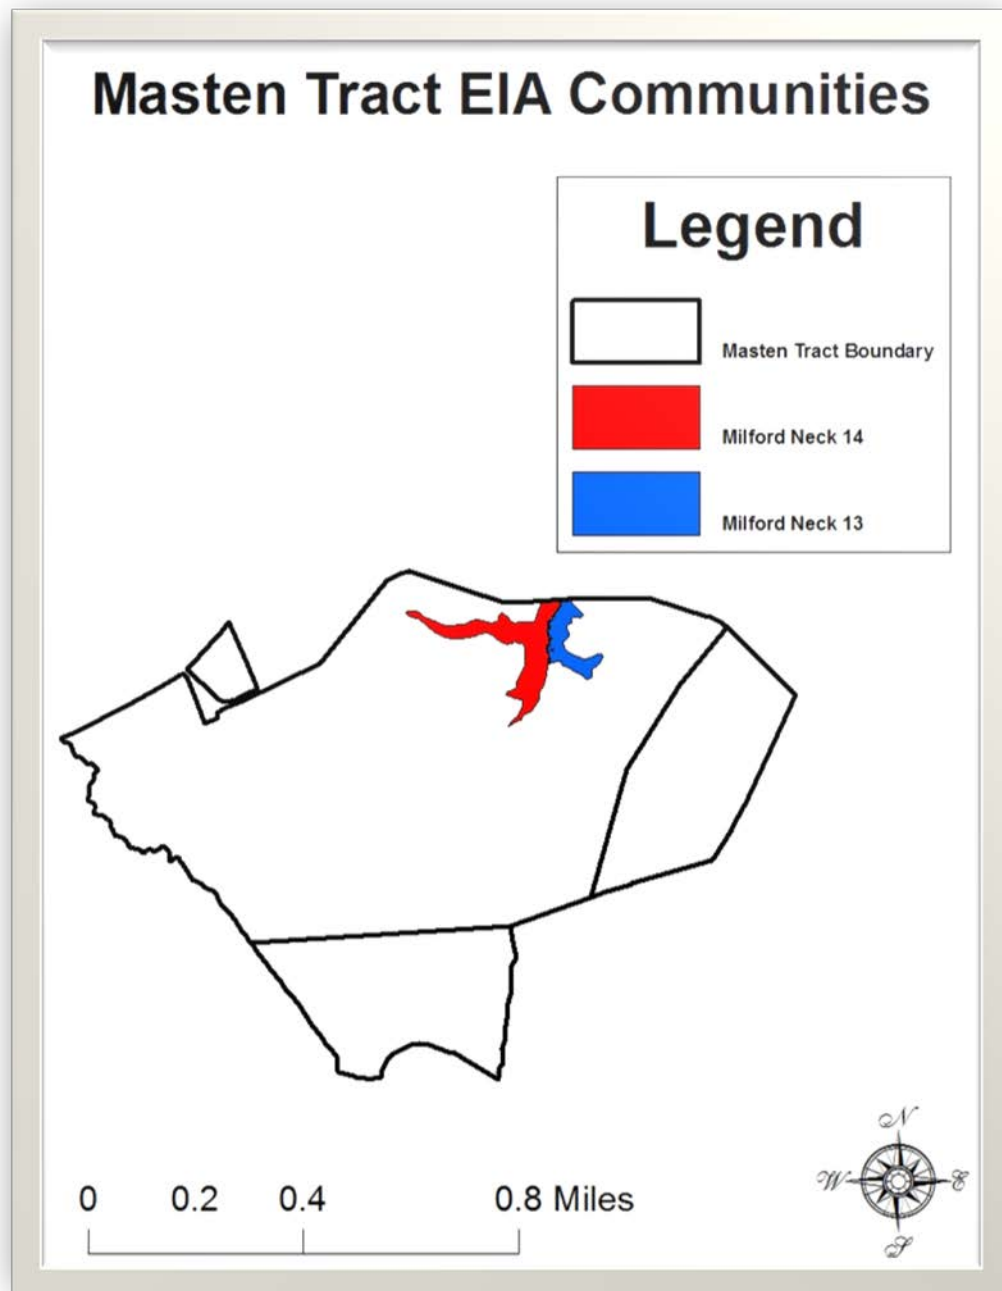 Masten Tract EIA Communities
Legend
Masten Tract Boundary
Milford Neck 14
Milford Neck 13
N
W E
S
0 0.2 0.4 0.8 Miles